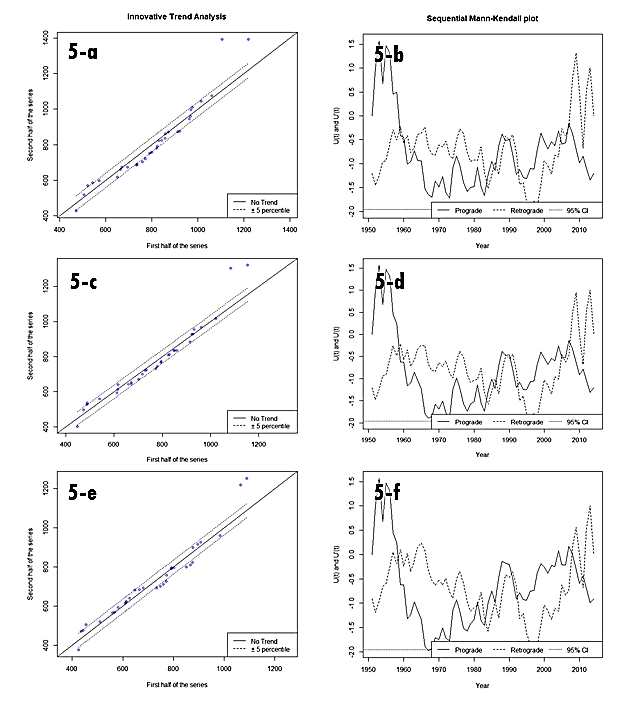 Innovative Trend Analysis
Sequential Mann-Kendall plot
5-a
Second half of the series
400 600 800 1000 1200 1400
No Trend
± 5 percentile
400 600 800 1000 1200 1400
First half of the series
5-b
U(t) and U'(t)
-2.0 -1.5 -1.0 -0.5 0.0 0.5 1.0 1.5
Prograde Retrograde 95% CI
1950 1960 1970 1980 1990 2000 2010
Year
5-c
Second half of the series
400 600 800 1000 1200
No Trend
± 5 percentile
400 600 800 1000 1200
First half of the series
5-d
U(t) and U'(t)
-2.0 -1.5 -1.0 -0.5 0.0 0.5 1.0 1.5
Prograde Retrograde 95% CI
1950 1960 1970 1980 1990 2000 2010
Year
5-e
Second half of the series
400 600 800 1000 1200
No Trend
± 5 percentile
400 600 800 1000 1200
First half of the series
5-f
U(t) and U'(t)
-2.0 -1.5 -1.0 -0.5 0.0 0.5 1.0 1.5
Prograde Retrograde 95% CI
1950 1960 1970 1980 1990 2000 2010
Year